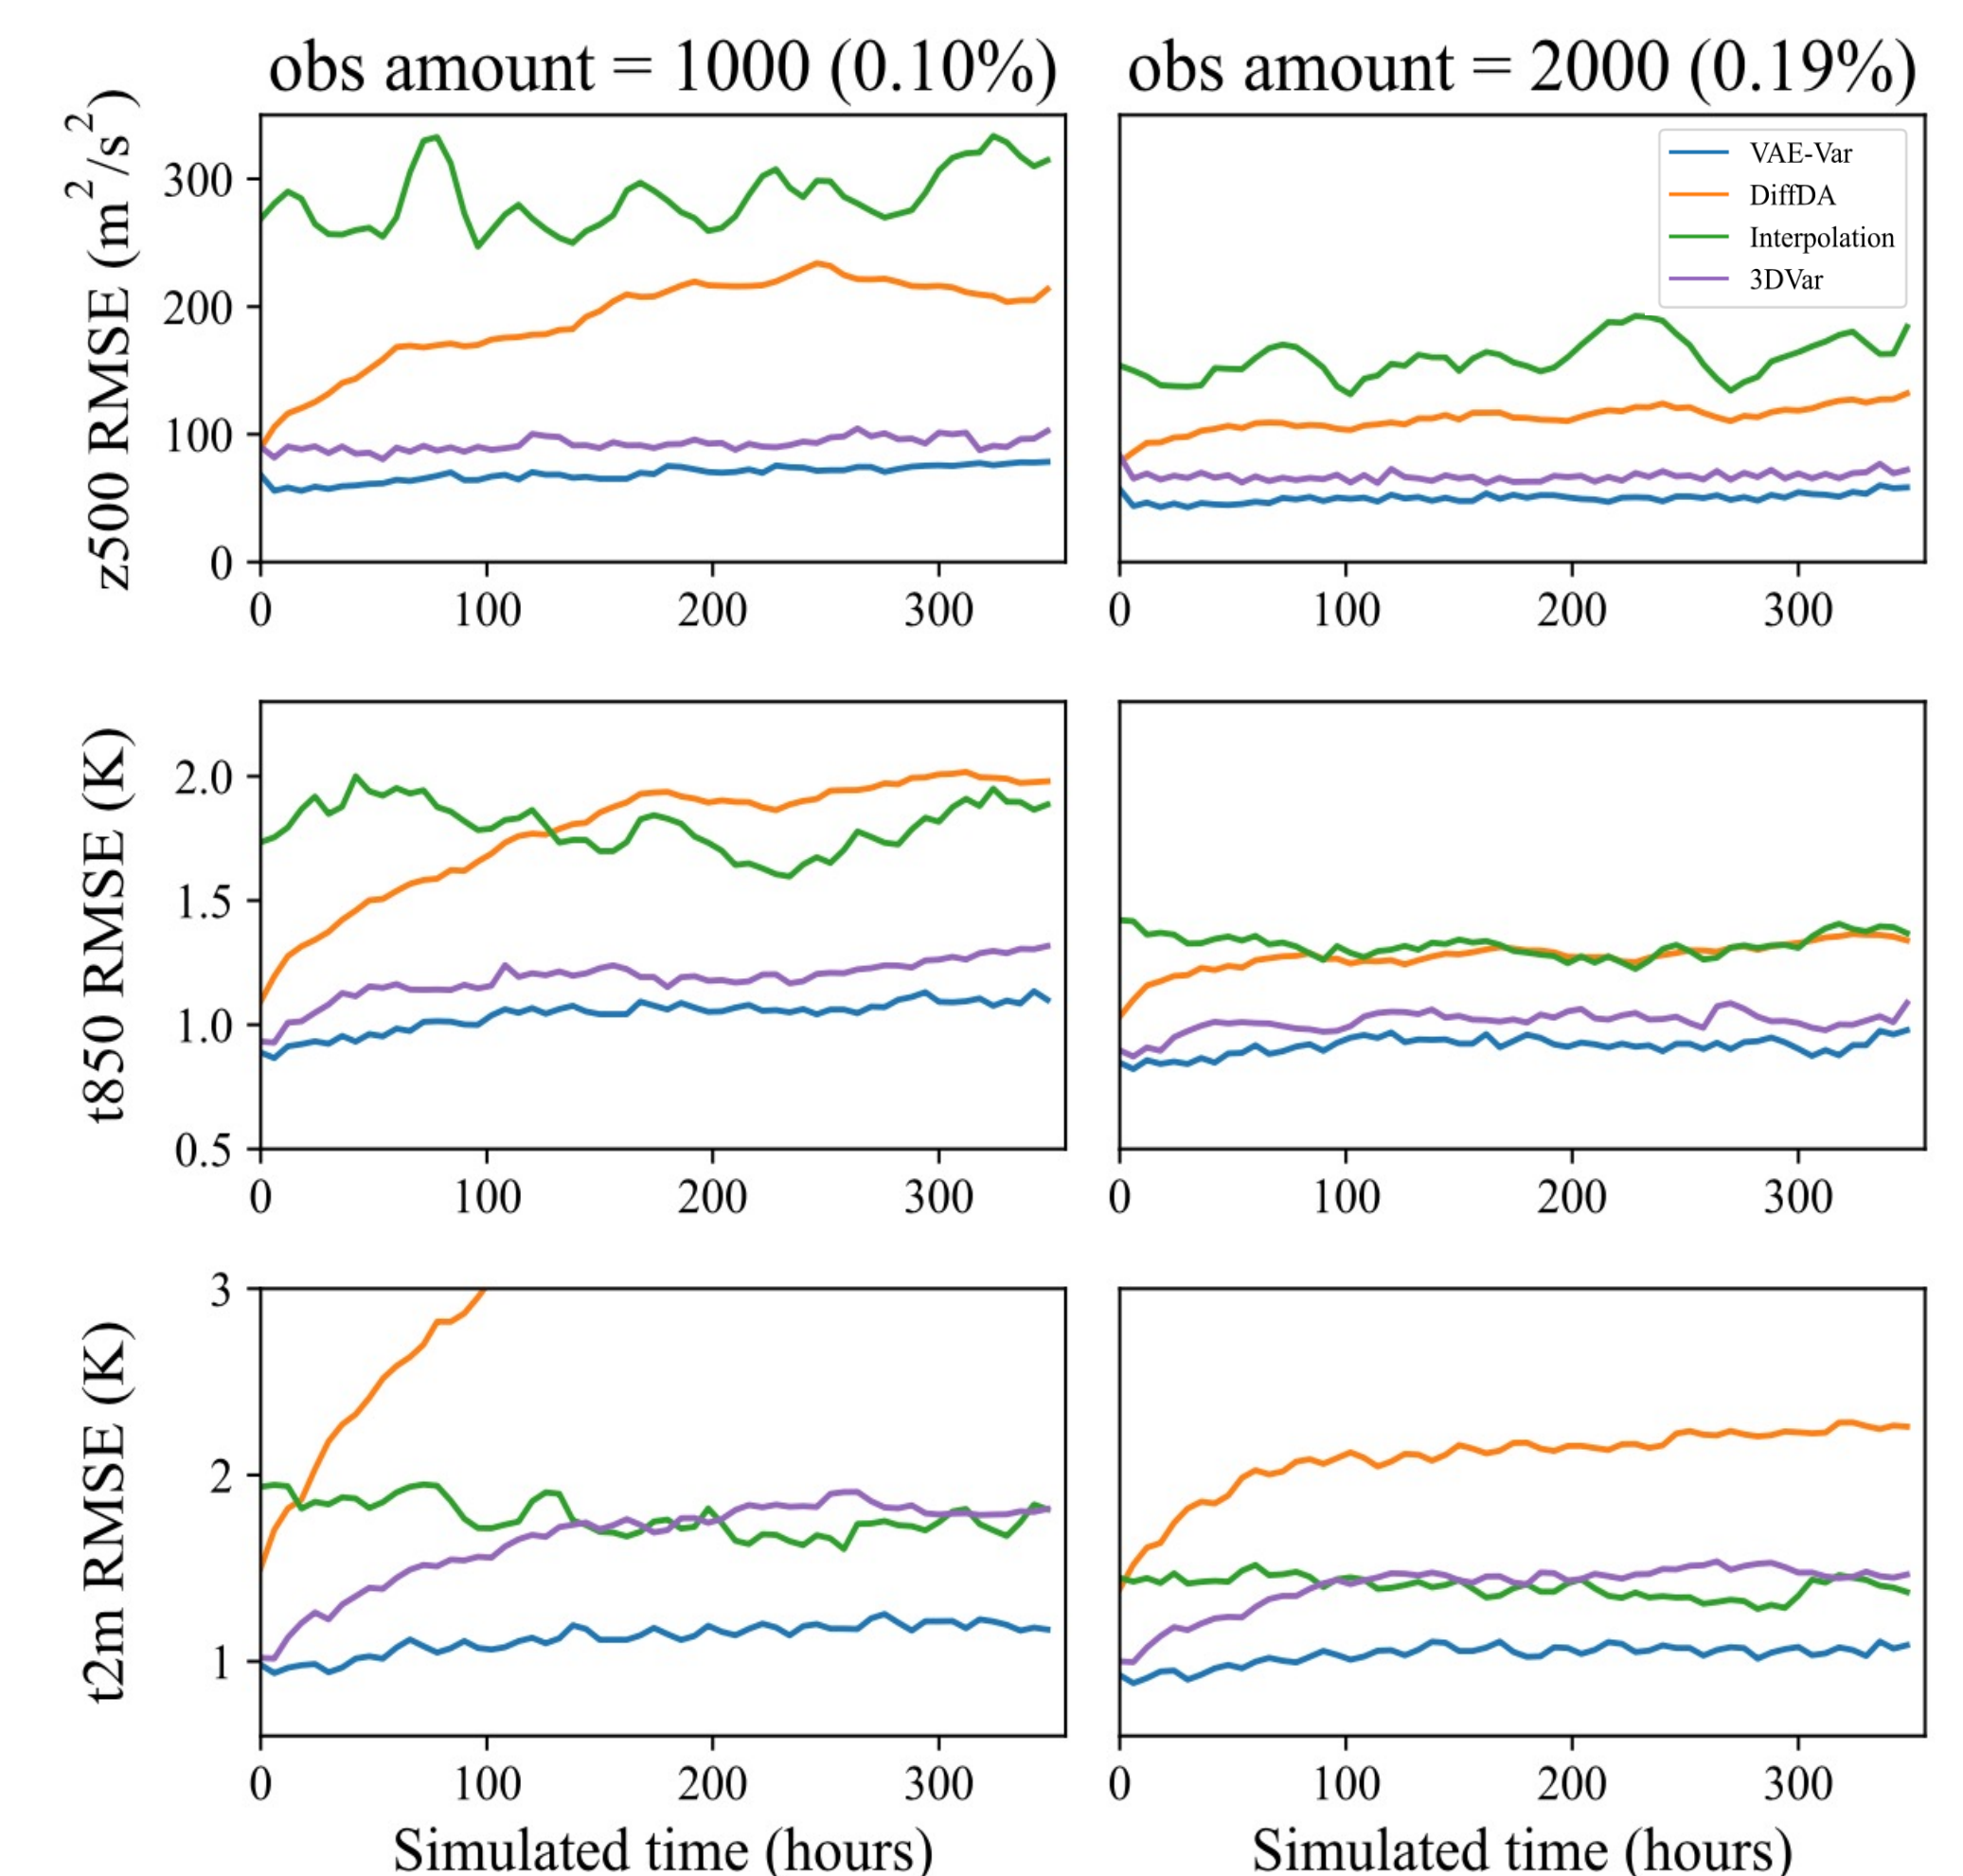 obs amount = 1000 (0.10%)
obs amount = 2000 (0.19%)
z500 RMSE (m²/s²)
300
200
100
0
0 100 200 300
VAE-Var
DiffDA
Interpolation
3DVar
0 100 200 300
t850 RMSE (K)
2.0
1.5
1.0
0.5
0 100 200 300
0 100 200 300
t2m RMSE (K)
3
2
1
0 100 200 300
Simulated time (hours)
0 100 200 300
Simulated time (hours)